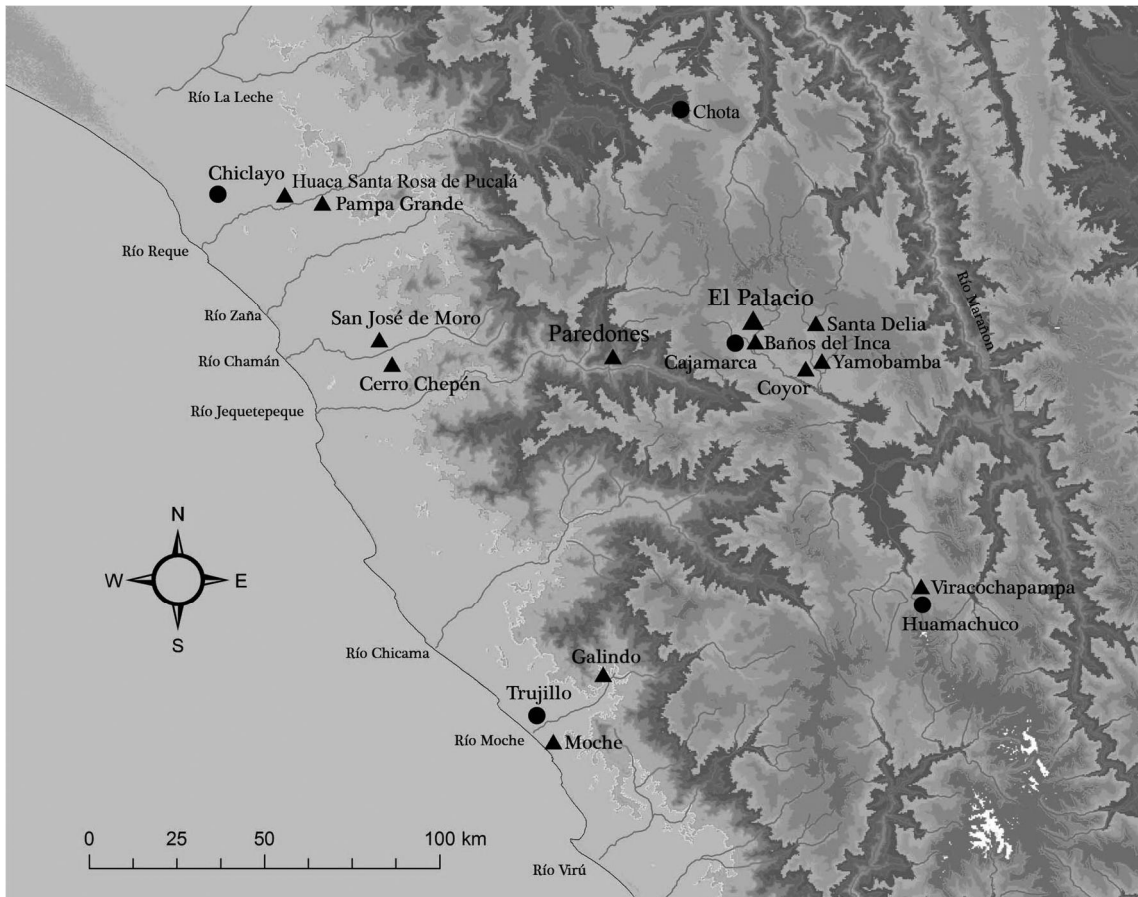 Río La Leche
Chota
Chiclayo
Huaca Santa Rosa de Pucalá
Pampa Grande
Río Reque
Río Marañon
El Palacio
Río Zaña
San José de Moro
Paredones
Santa Delia
Baños del Inca
Río Chamán
Cajamarca
Yamobamba
Cerro Chepén
Coyor
Río Jequetepeque
N
W
E
S
Viracochapampa
Huamachuco
Río Chicama
Galindo
Trujillo
Río Moche
Moche
0 25 50 100 km
Río Virú